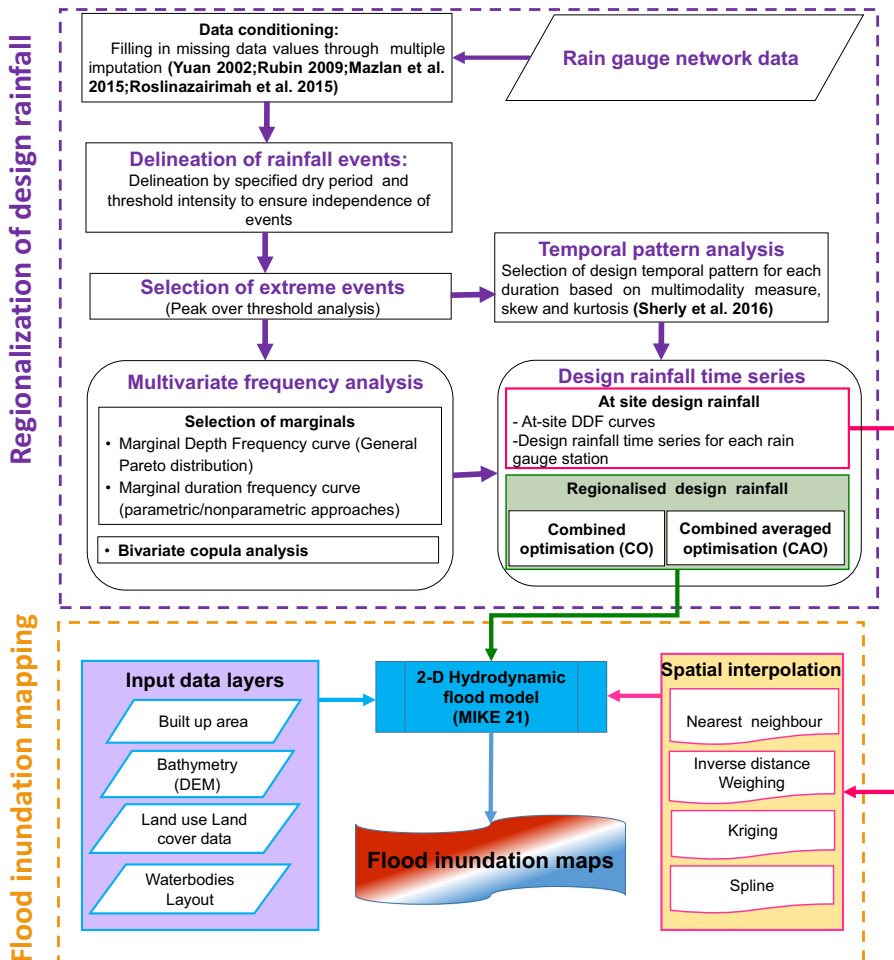 Regionalization of design rainfall
Data conditioning:
Filling in missing data values through multiple
imputation (Yuan 2002;Rubin 2009;Mazlan et al.
2015;Roslinazairimah et al. 2015)
Rain gauge network data
Delineation of rainfall events:
Delineation by specified dry period and
threshold intensity to ensure independence of
events
Selection of extreme events
(Peak over threshold analysis)
Temporal pattern analysis
Selection of design temporal pattern for each
duration based on multimodality measure,
skew and kurtosis (Sherly et al. 2016)
Multivariate frequency analysis
Selection of marginals
• Marginal Depth Frequency curve (General
Pareto distribution)
• Marginal duration frequency curve
(parametric/nonparametric approaches)
• Bivariate copula analysis
Design rainfall time series
At site design rainfall
- At-site DDF curves
-Design rainfall time series for each rain
gauge station
Regionalised design rainfall
Combined
optimisation (CO)
Combined averaged
optimisation (CAO)
Flood inundation mapping
Input data layers
Built up area
Bathymetry
(DEM)
Land use Land
cover data
Waterbodies
Layout
2-D Hydrodynamic
flood model
(MIKE 21)
Flood inundation maps
Spatial interpolation
Nearest neighbour
Inverse distance
Weighing
Kriging
Spline